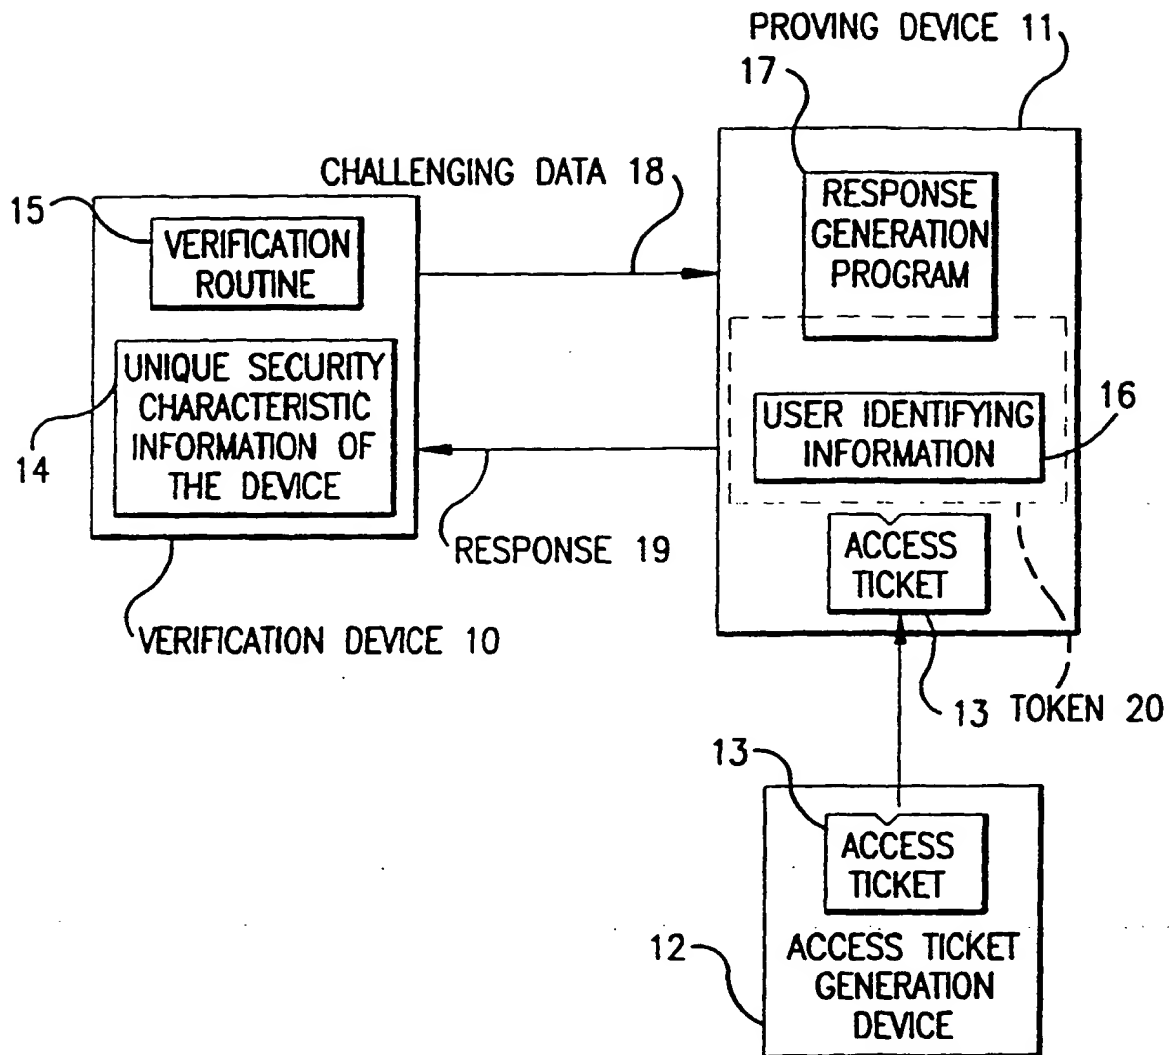 PROVING DEVICE 11
17
CHALLENGING DATA 18
15
VERIFICATION
ROUTINE
RESPONSE
GENERATION
PROGRAM
UNIQUE SECURITY
CHARACTERISTIC
INFORMATION OF
THE DEVICE
14
USER IDENTIFYING
INFORMATION
16
RESPONSE 19
ACCESS
TICKET
VERIFICATION DEVICE 10
13
TOKEN 20
13
ACCESS
TICKET
12
ACCESS TICKET
GENERATION
DEVICE